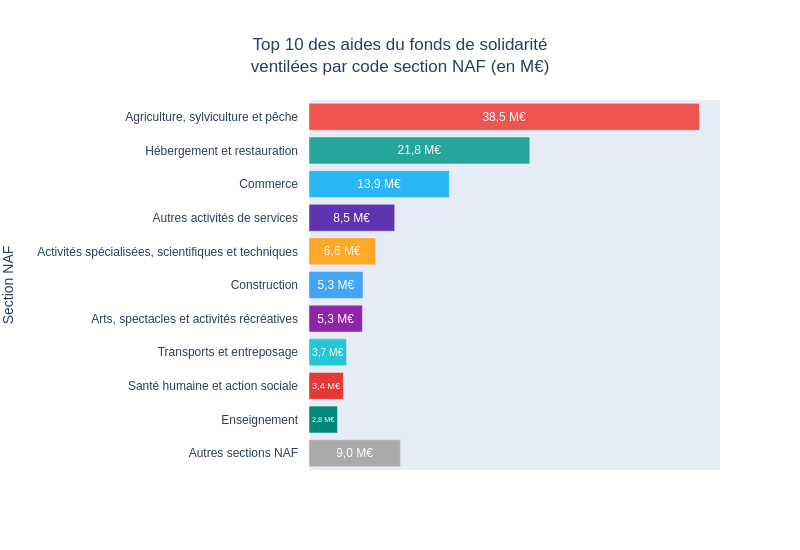 Top 10 des aides du fonds de solidarité
ventilées par code section NAF (en M€)
Agriculture, sylviculture et pêche 38,5 M€
Hébergement et restauration 21,8 M€
Commerce 13,9 M€
Autres activités de services 8,5 M€
Activités spécialisées, scientifiques et techniques 6,6 M€
Construction 5,3 M€
Arts, spectacles et activités récréatives 5,3 M€
Transports et entreposage 3,7 M€
Santé humaine et action sociale 3,4 M€
Enseignement 2,8 M€
Autres sections NAF 9,0 M€
Section NAF